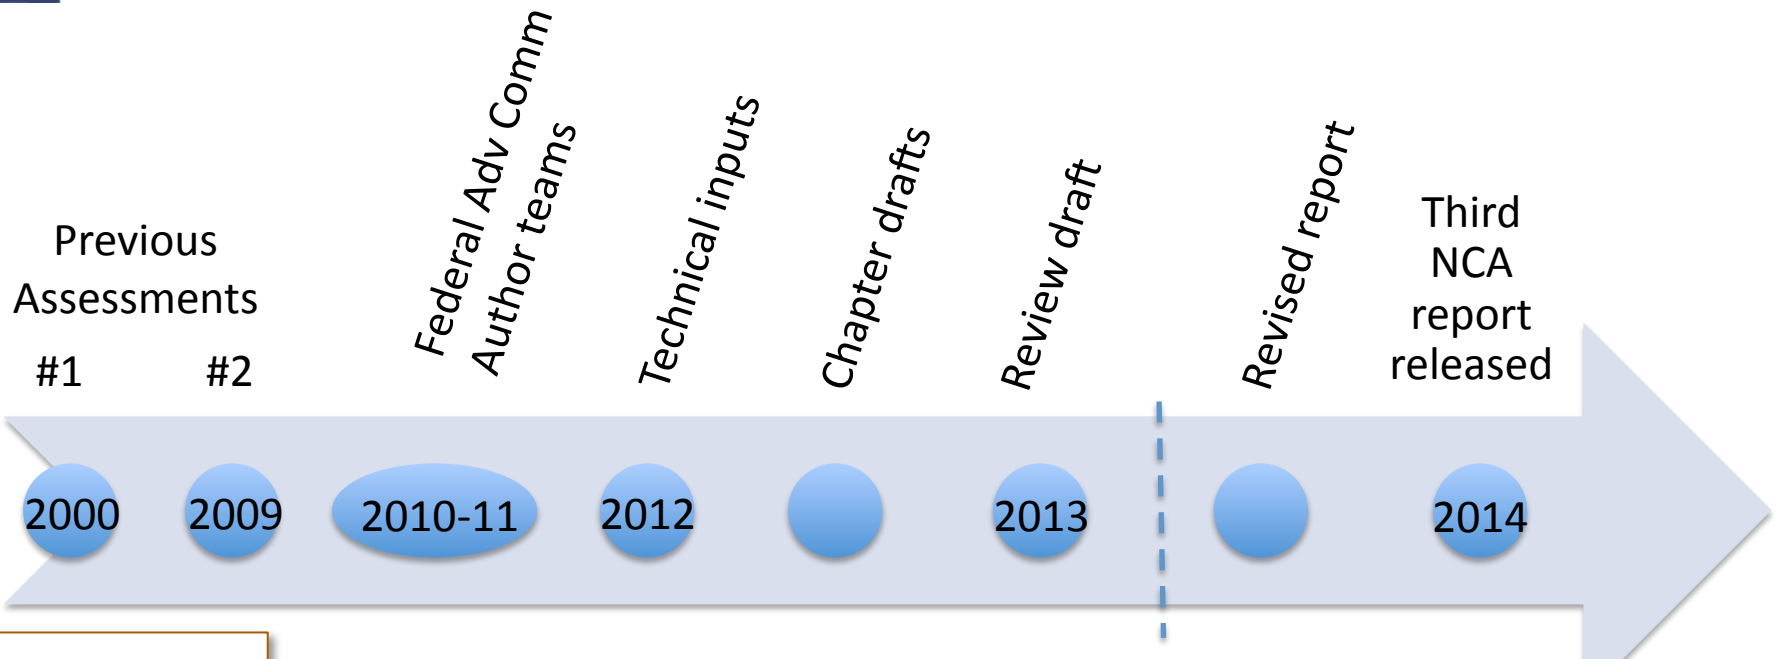 Previous
Assessments
#1
#2
Federal Adv Comm
Author teams
Technical inputs
Chapter drafts
Review draft
Revised report
Third
NCA
report
released
2000
2009
2010-11
2012
2013
2014